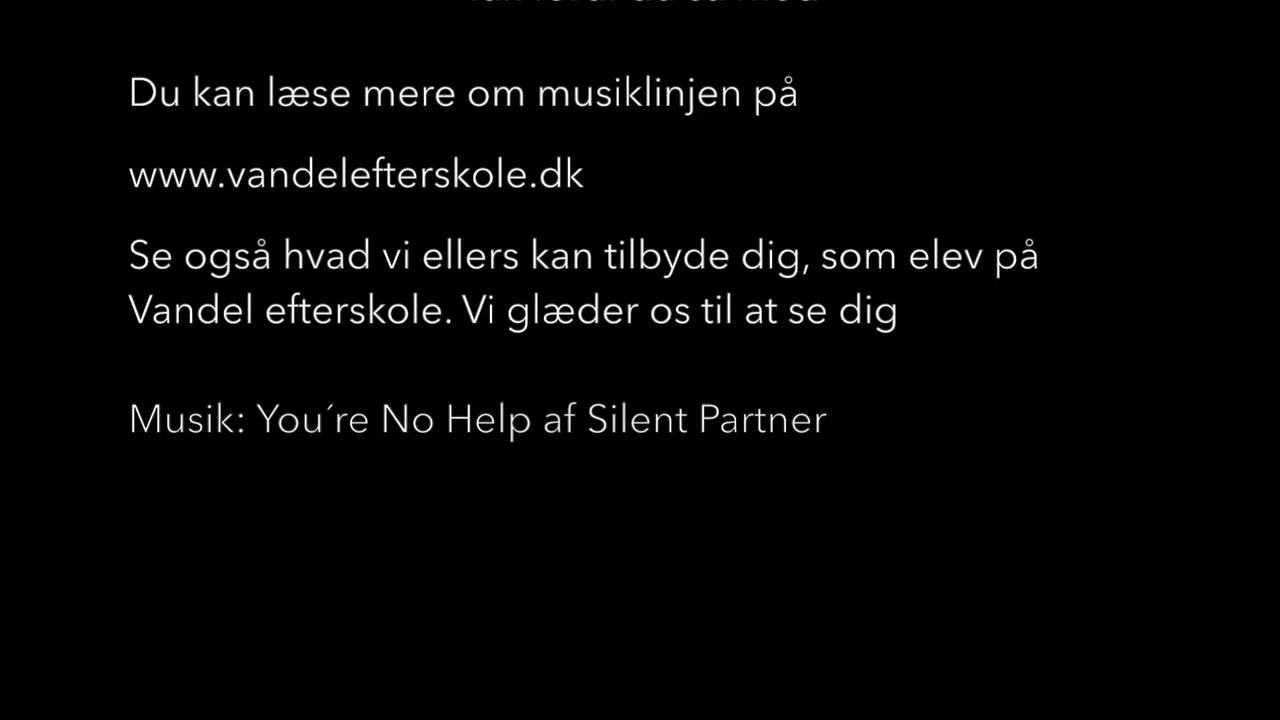 Du kan læse mere om musiklinjen på
www.vandelefterskole.dk
Se også hvad vi ellers kan tilbyde dig, som elev på
Vandel efterskole. Vi glæder os til at se dig
Musik: You´re No Help af Silent Partner